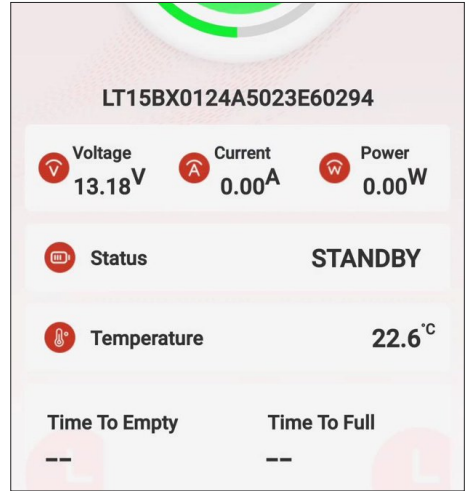 LT15BX0124A5023E60294
Voltage Current Power
13.18V 0.00A 0.00W
Status STANDBY
Temperature 22.6°C
Time To Empty Time To Full
-- --